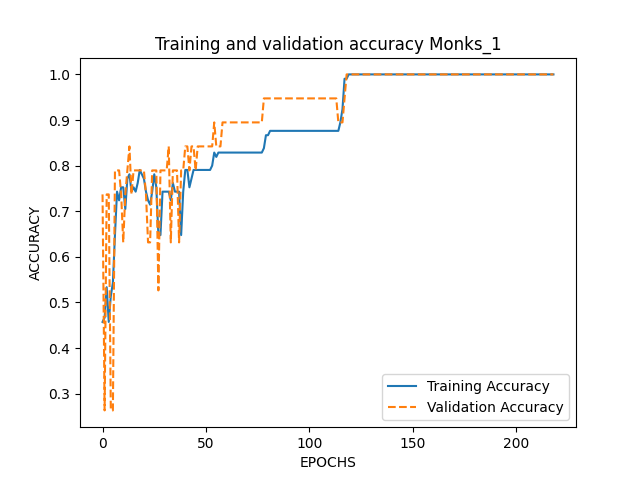 Training and validation accuracy Monks_1
1.0
0.9
0.8
0.7
0.6
0.5
0.4
0.3
ACCURACY
0
50
100
150
200
EPOCHS
Training Accuracy
Validation Accuracy